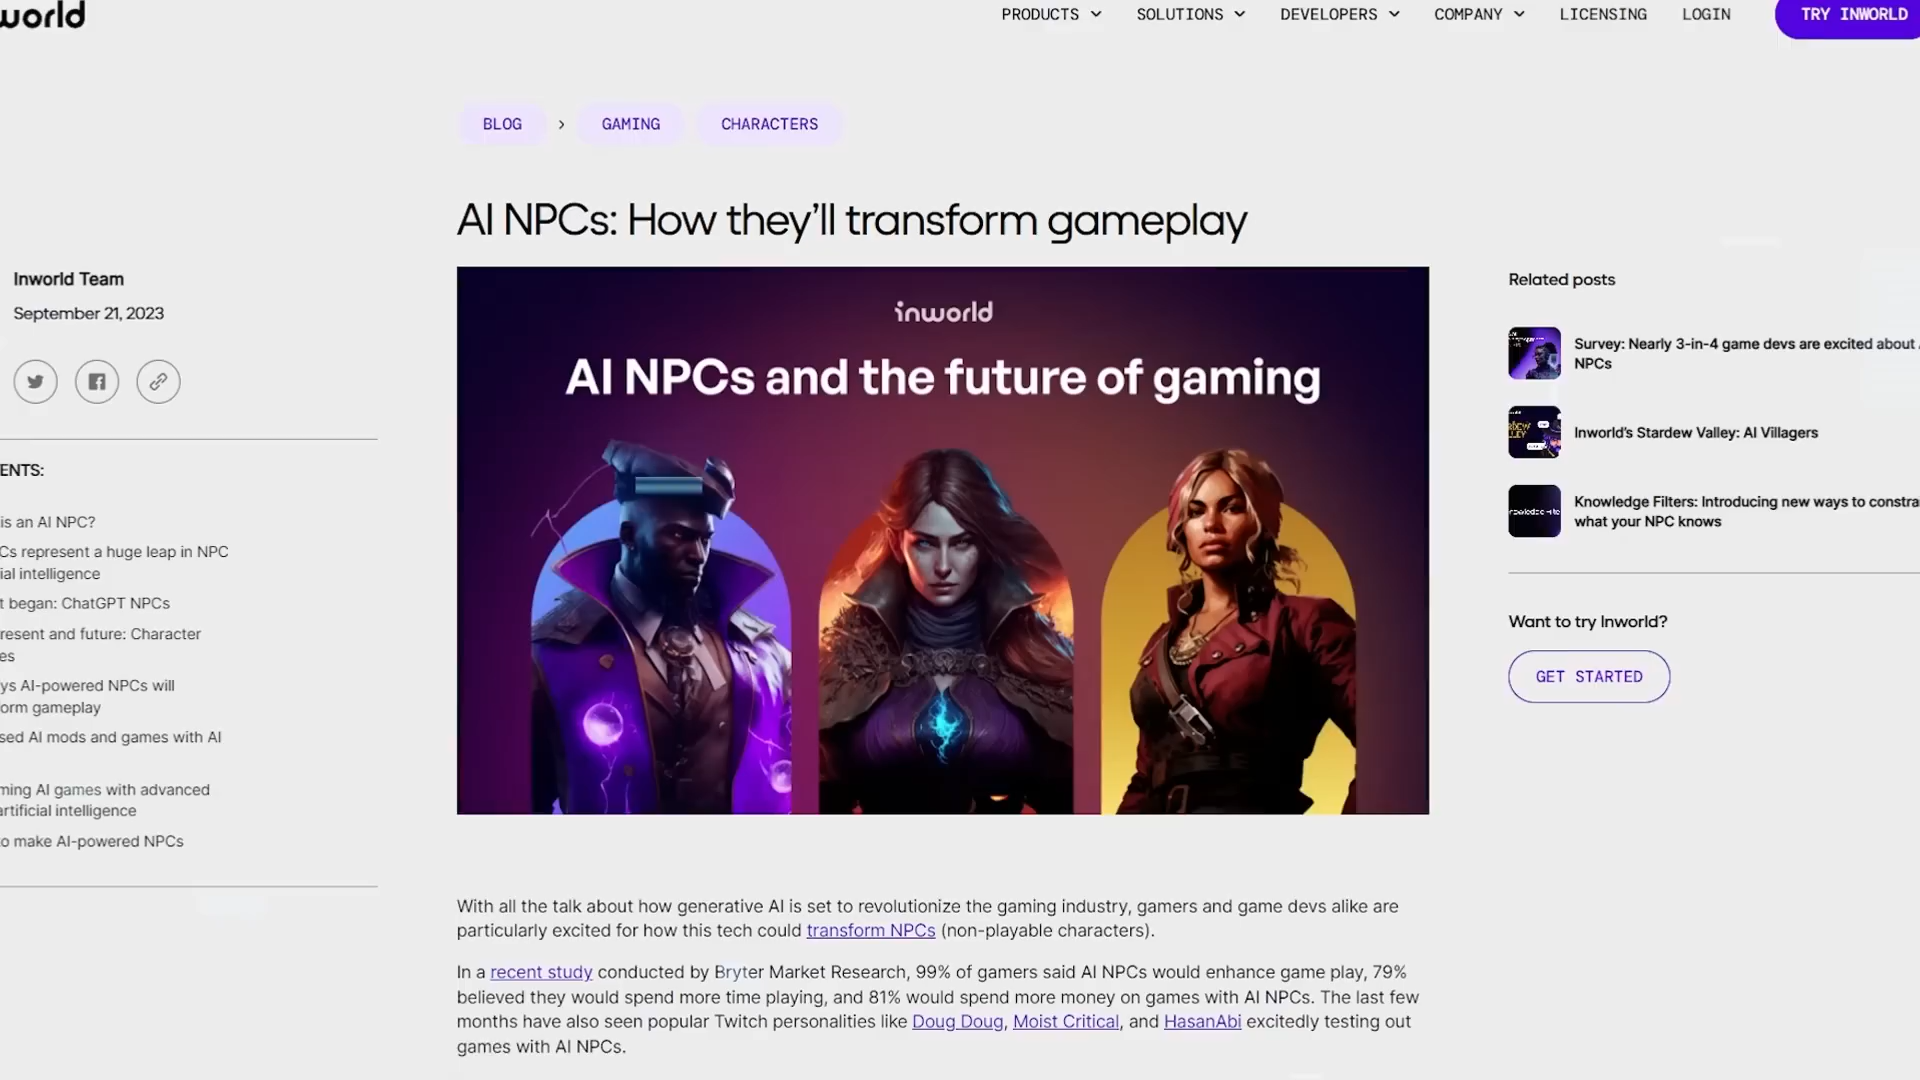 world
PRODUCTS
SOLUTIONS
DEVELOPERS
COMPANY
LICENSING
LOGIN
TRY INWORLD
BLOG > GAMING CHARACTERS
AI NPCs: How they'll transform gameplay
Inworld Team
September 21, 2023
ENTS:
is an AI NPC?
Cs represent a huge leap in NPC
ial intelligence
t began: ChatGPT NPCs
resent and future: Character
es
ys AI-powered NPCs will
orm gameplay
sed AI mods and games with AI
ming AI games with advanced
artificial intelligence
o make AI-powered NPCs
inworld
AI NPCs and the future of gaming
With all the talk about how generative AI is set to revolutionize the gaming industry, gamers and game devs alike are
particularly excited for how this tech could transform NPCs (non-playable characters).
In a recent study conducted by Bryter Market Research, 99% of gamers said AI NPCs would enhance game play, 79%
believed they would spend more time playing, and 81% would spend more money on games with AI NPCs. The last few
months have also seen popular Twitch personalities like Doug Doug, Moist Critical, and HasanAbi excitedly testing out
games with AI NPCs.
Related posts
Survey: Nearly 3-in-4 game devs are excited about
NPCs
Inworld's Stardew Valley: AI Villagers
Knowledge Filters: Introducing new ways to constra
what your NPC knows
Want to try Inworld?
GET STARTED